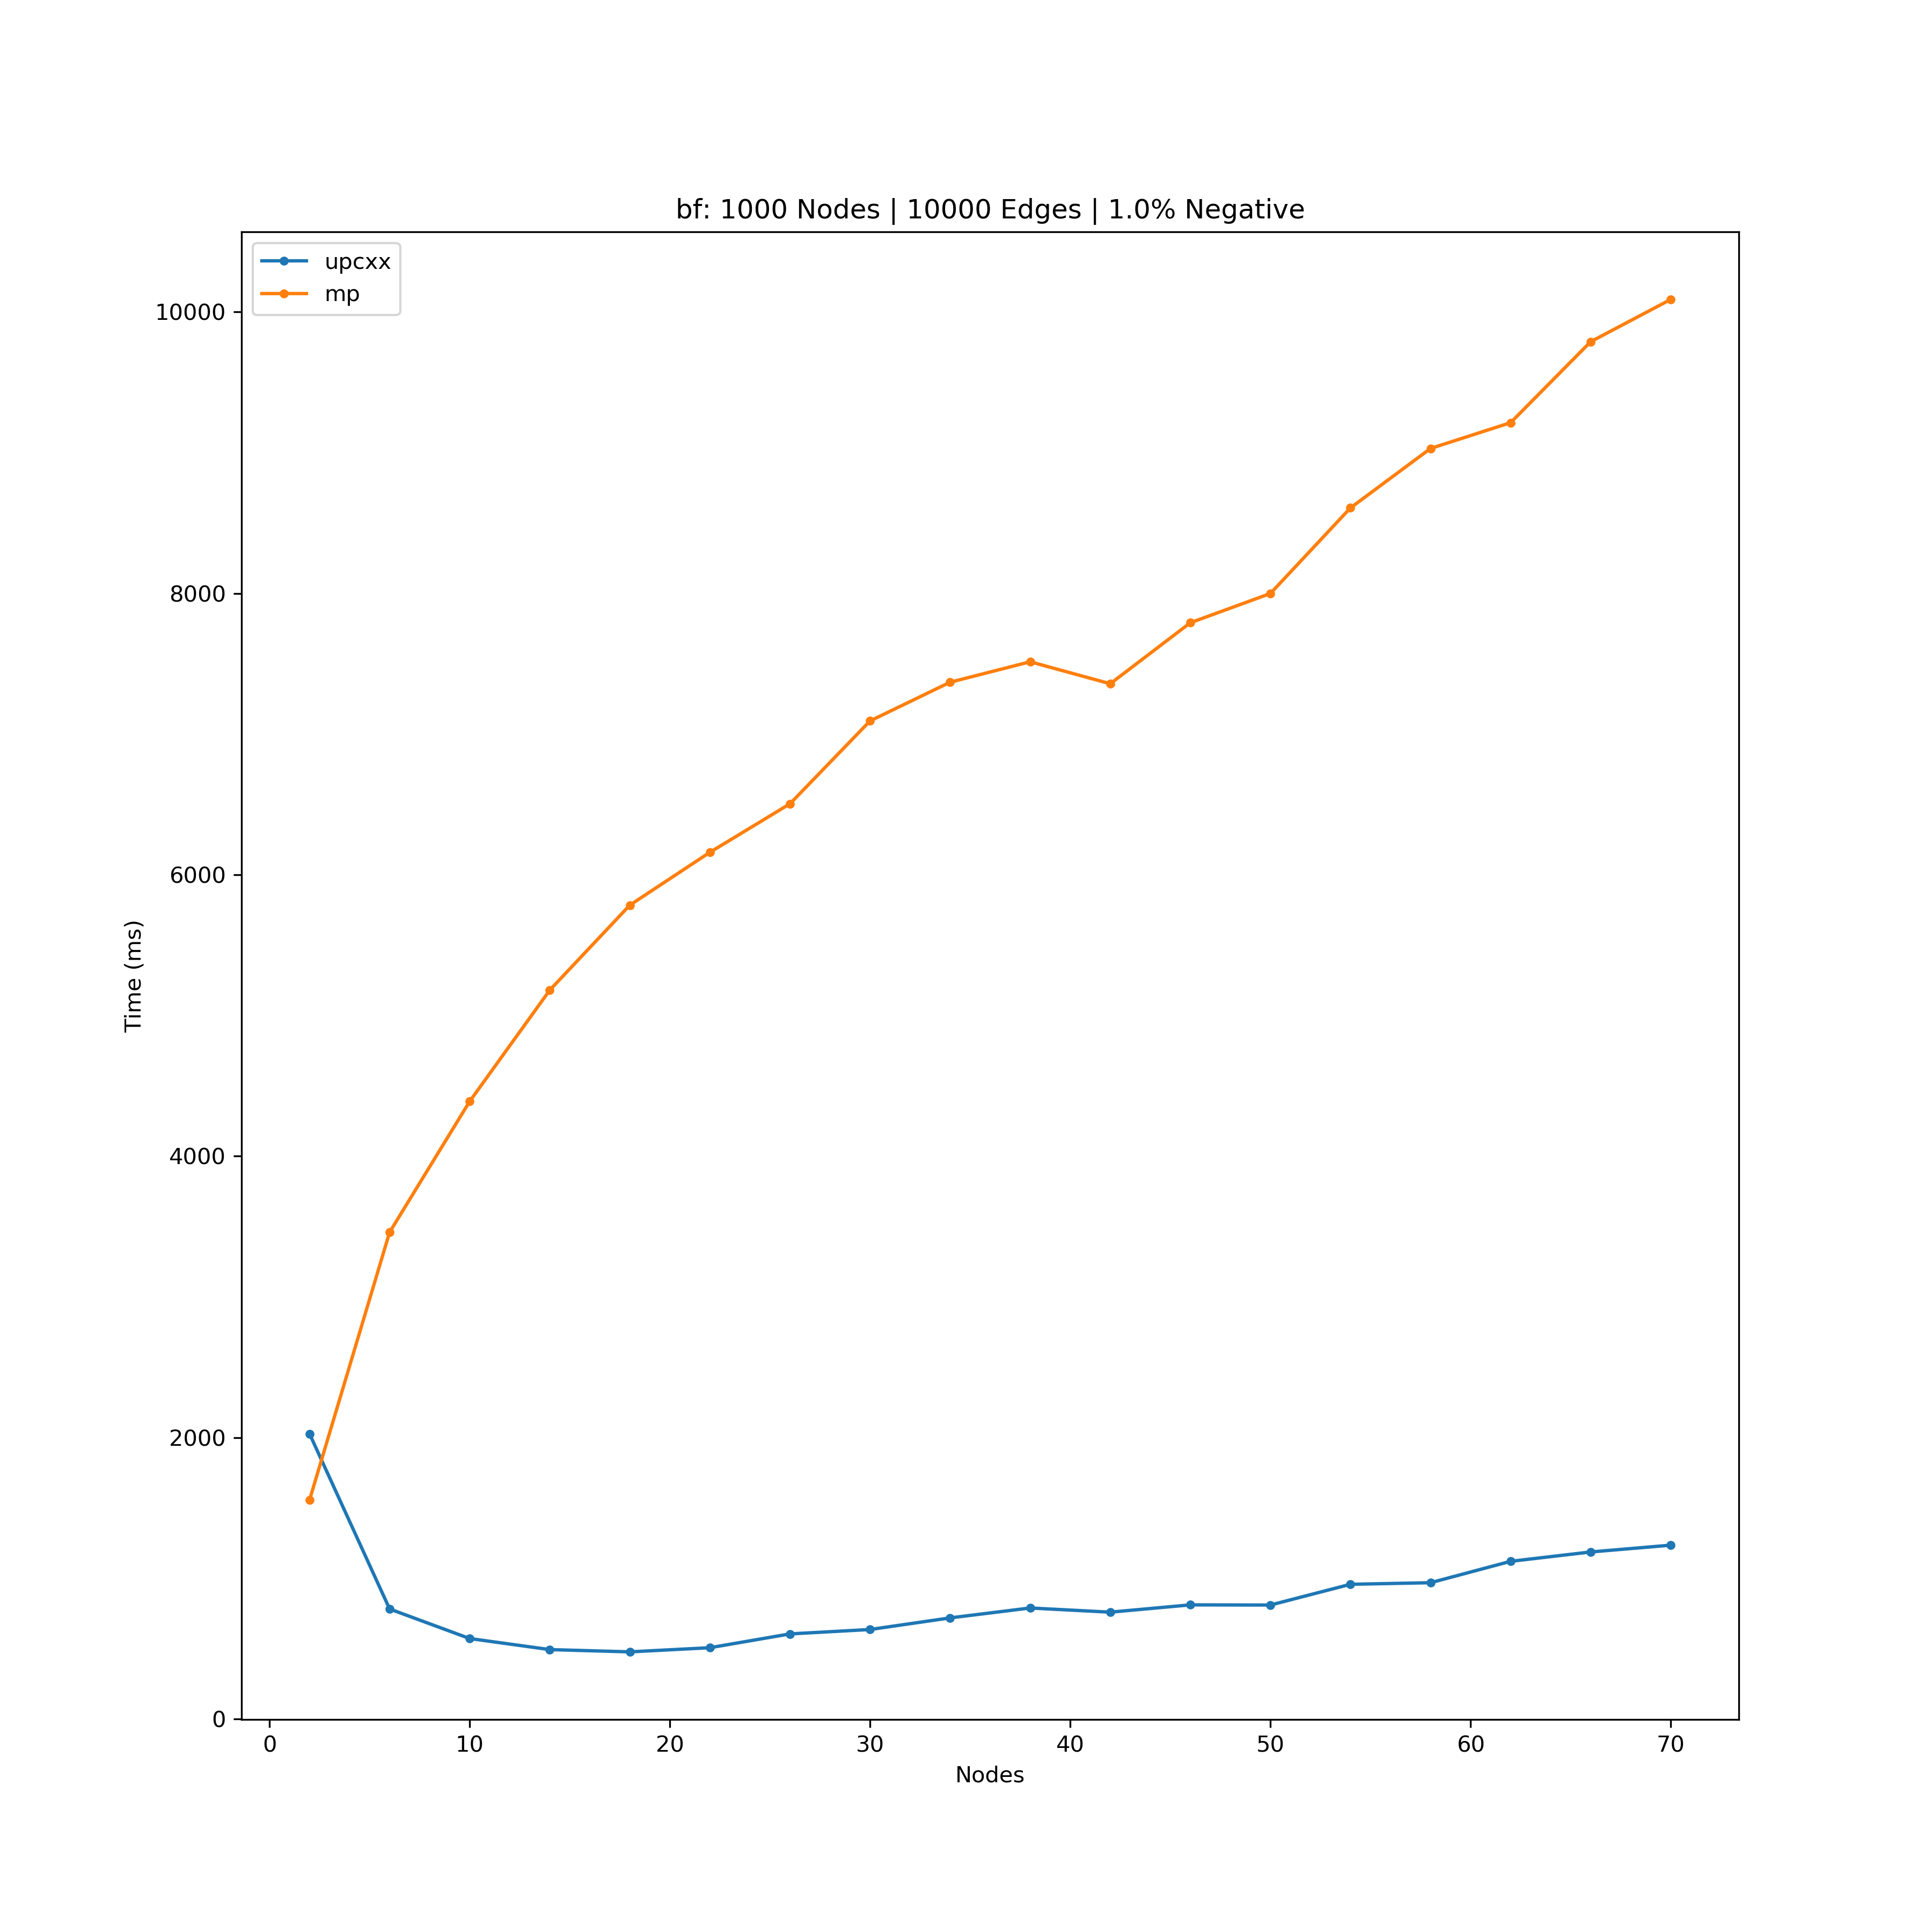 bf: 1000 Nodes | 10000 Edges | 1.0% Negative
upcxx
mp
10000
8000
6000
4000
2000
0
Time (ms)
0 10 20 30 40 50 60 70
Nodes